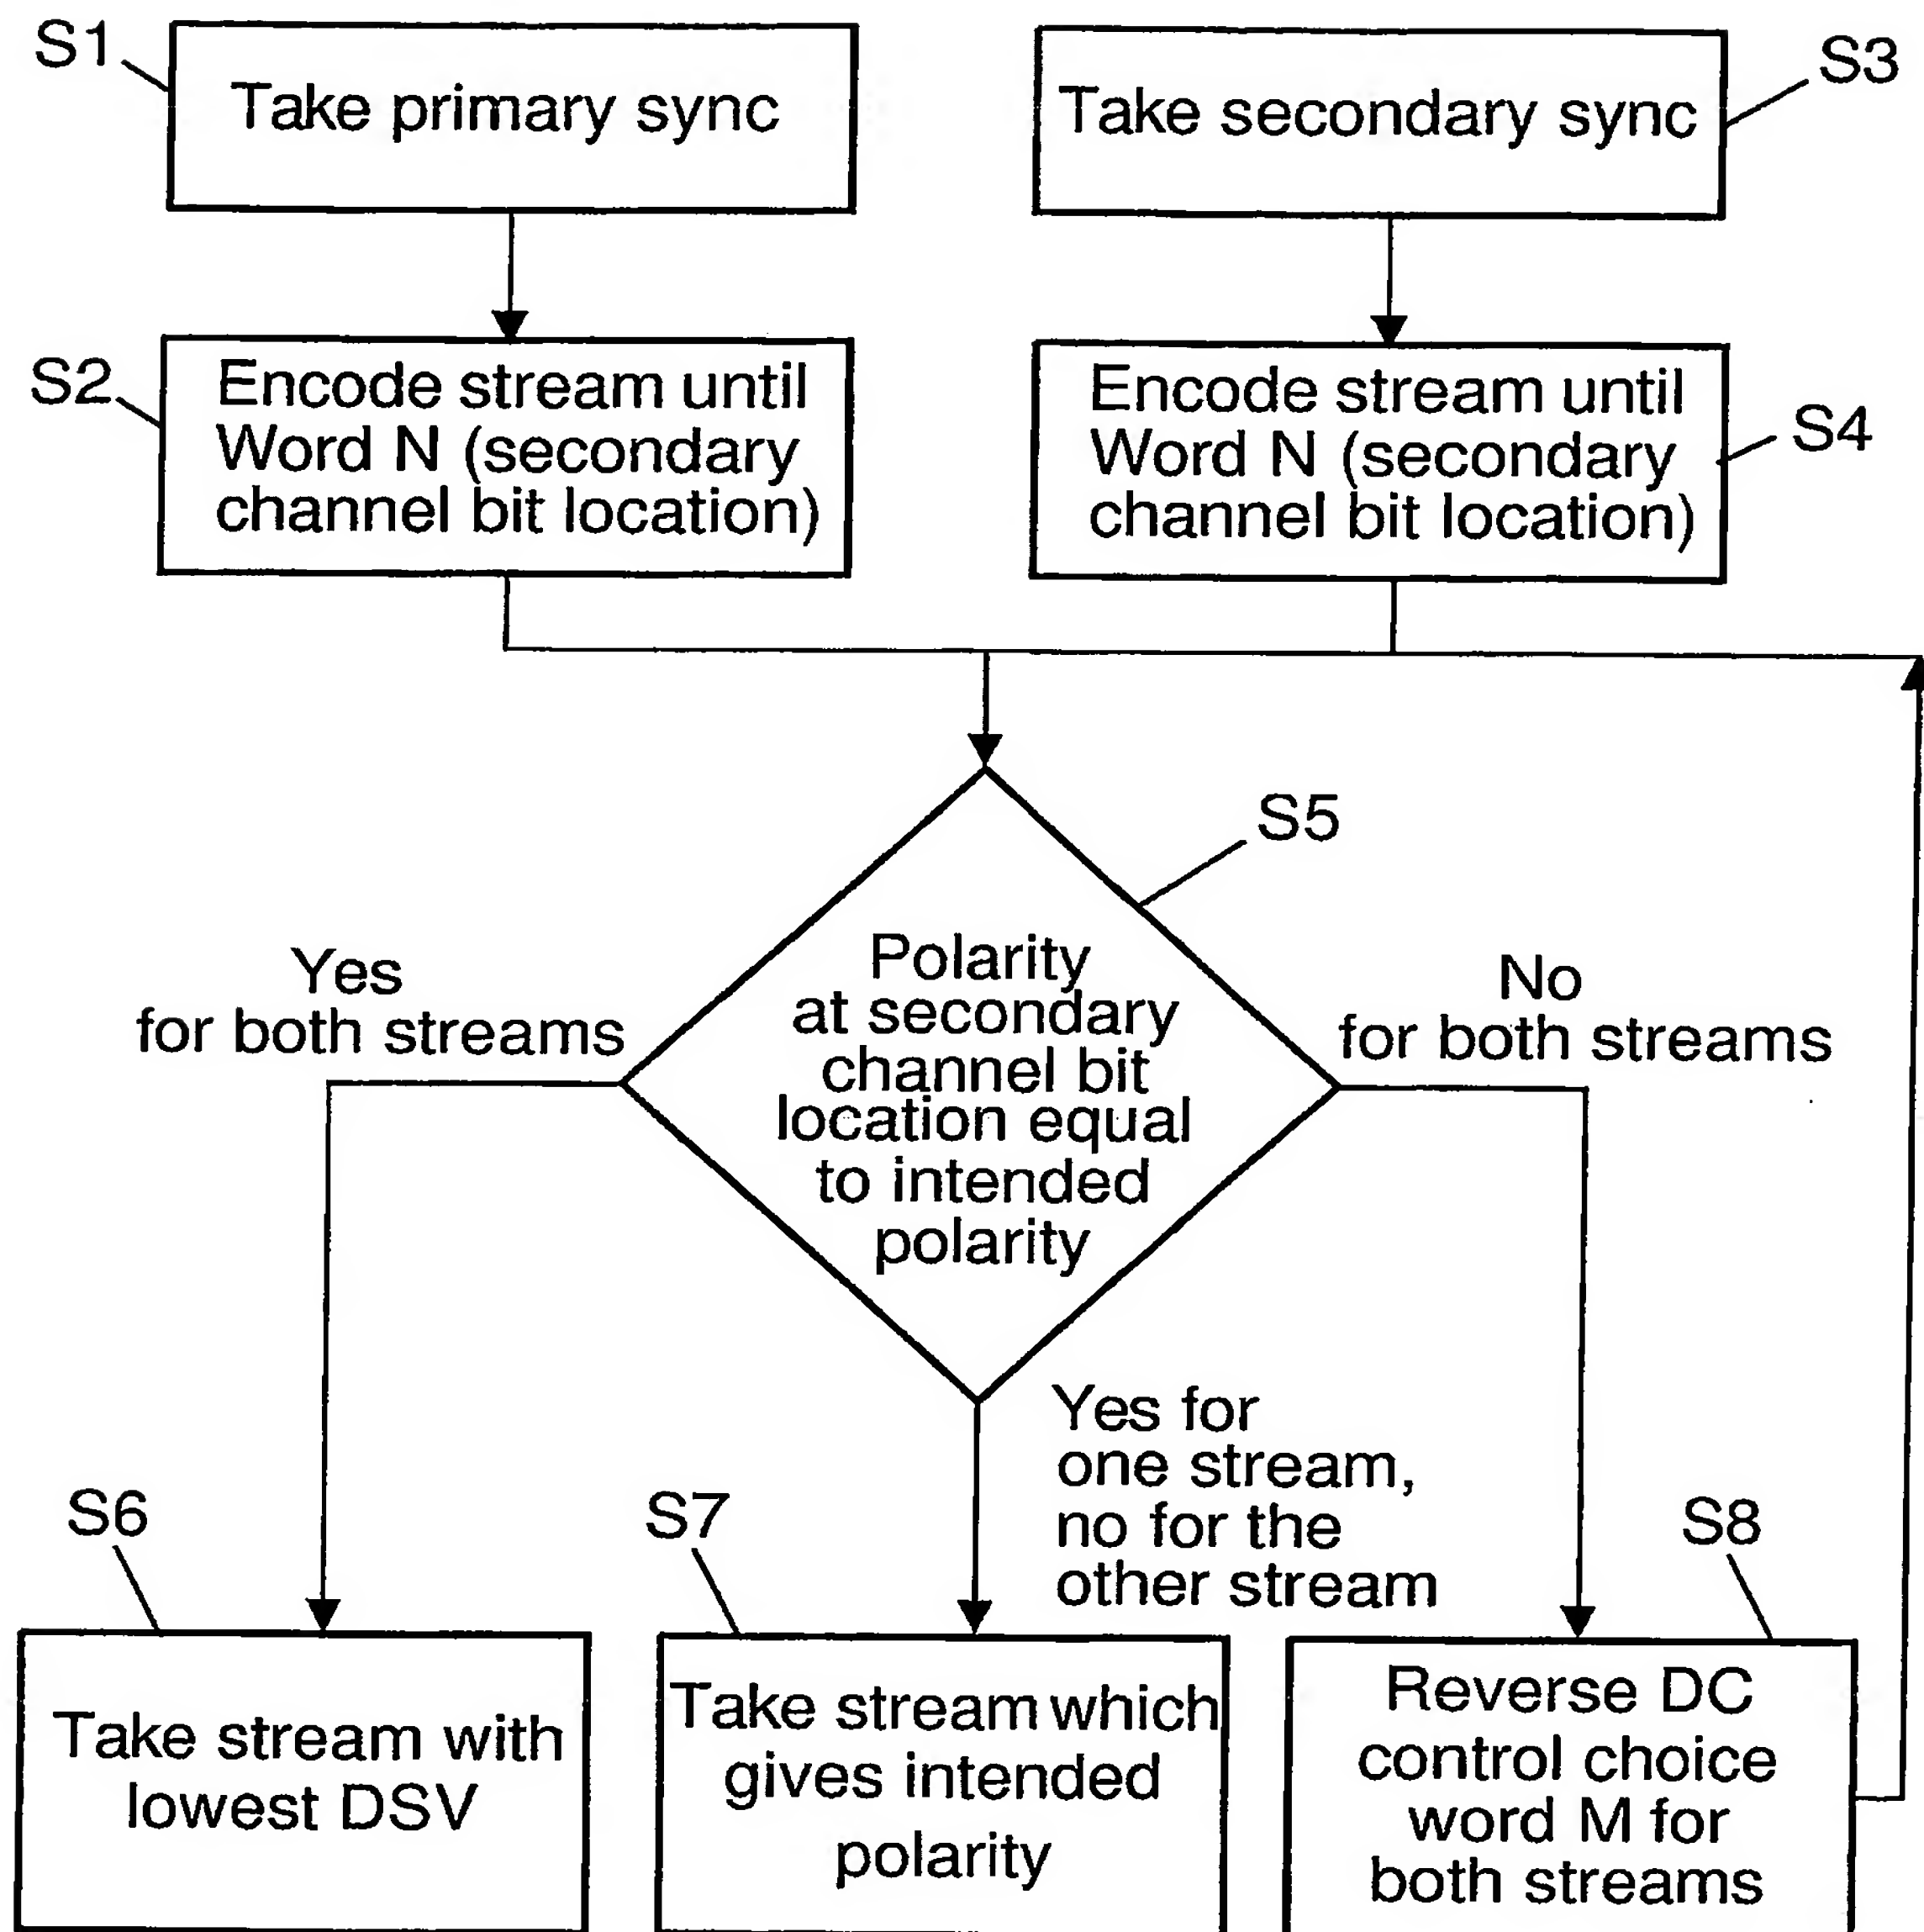 S1
Take primary sync
S3
Take secondary sync
S2
Encode stream until
Word N (secondary
channel bit location)
Encode stream until
Word N (secondary
channel bit location)
S4
S5
Polarity
at secondary
channel bit
location equal
to intended
polarity
Yes
for both streams
No
for both streams
Yes for
one stream,
no for the
other stream
S6
Take stream with
lowest DSV
S7
Take stream which
gives intended
polarity
S8
Reverse DC
control choice
word M for
both streams